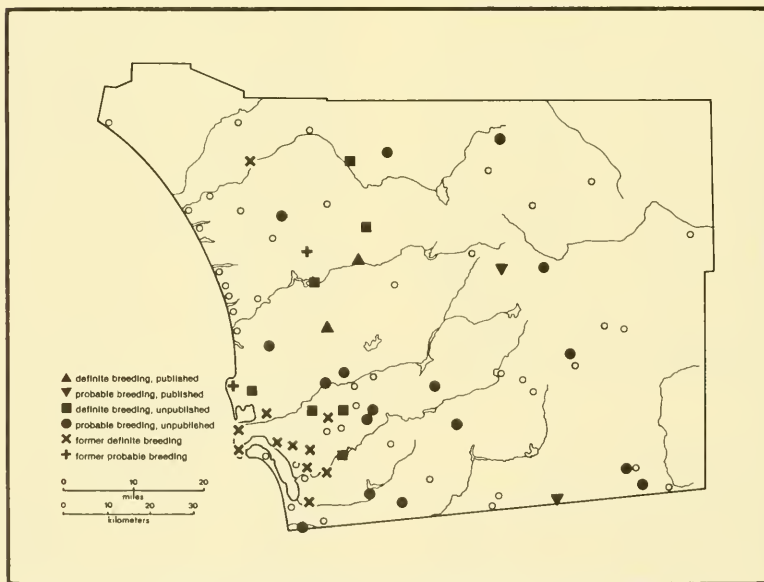 definite breeding, published
probable breeding, published
definite breeding, unpublished
probable breeding, unpublished
former definite breeding
former probable breeding
0 10 20
miles
0 10 20 30
kilometers